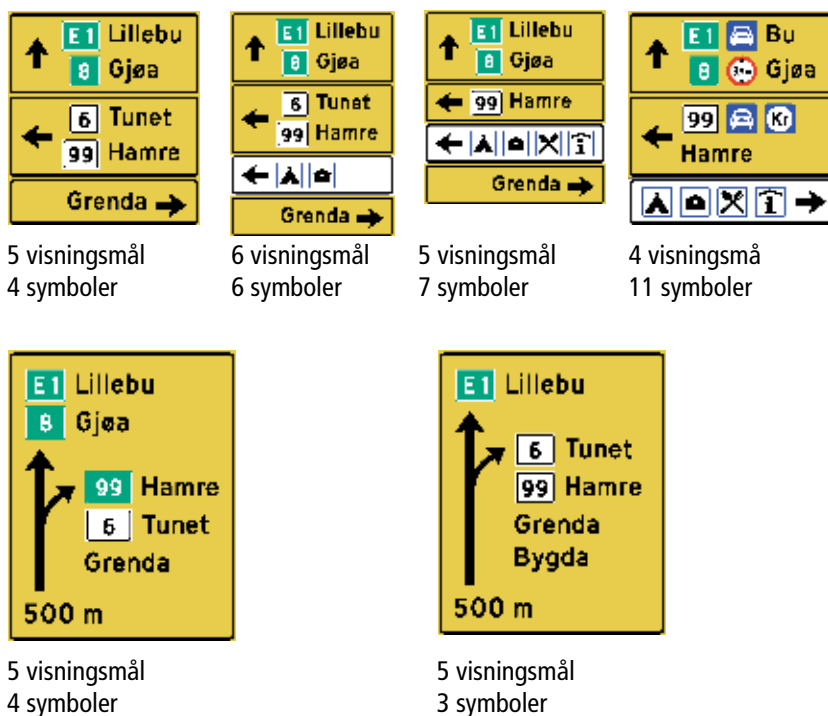 E1 Lillebu
8 Gjøa
6 Tunet
99 Hamre
Grenda
5 visningsmål
4 symboler
E1 Lillebu
8 Gjøa
6 Tunet
99 Hamre
Grenda
6 visningsmål
6 symboler
E1 Lillebu
8 Gjøa
99 Hamre
Grenda
5 visningsmål
7 symboler
E1 Bu
8 Gjøa
99 Kr
Hamre
4 visningsmå
11 symboler
E1 Lillebu
8 Gjøa
99 Hamre
6 Tunet
Grenda
500 m
5 visningsmål
4 symboler
E1 Lillebu
6 Tunet
99 Hamre
Grenda
Bygda
500 m
5 visningsmål
3 symboler